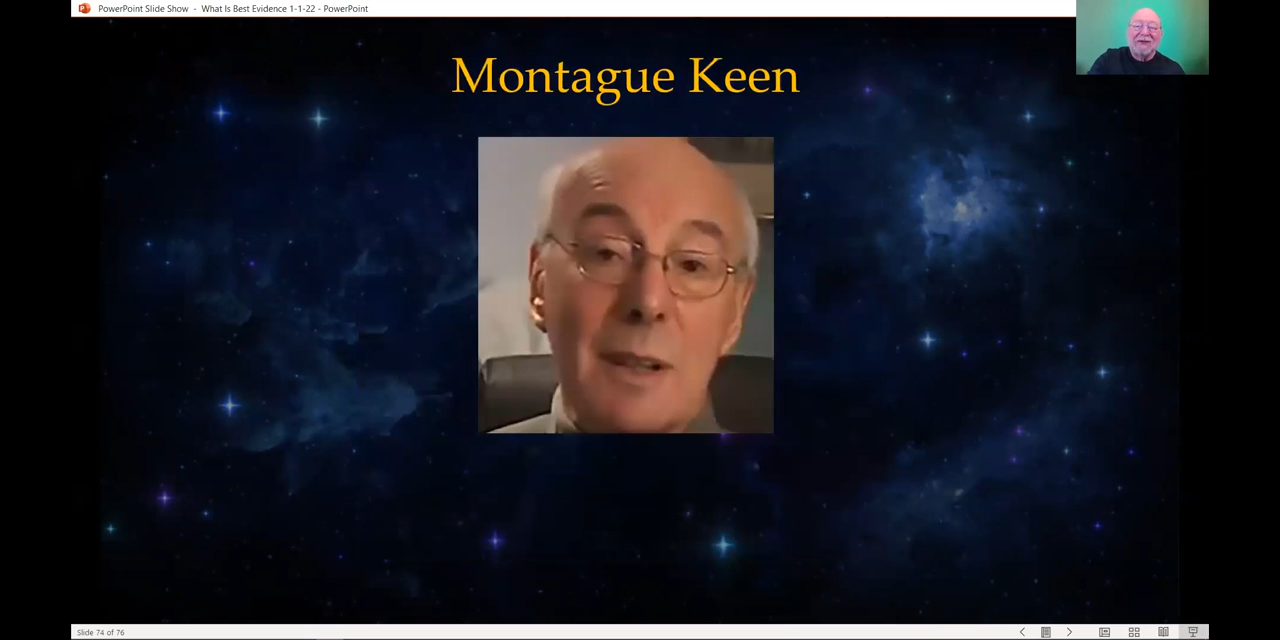 PowerPoint Slide Show - What Is Best Evidence 1-1-22 - PowerPoint
Montague Keen
Slide 74 of 76